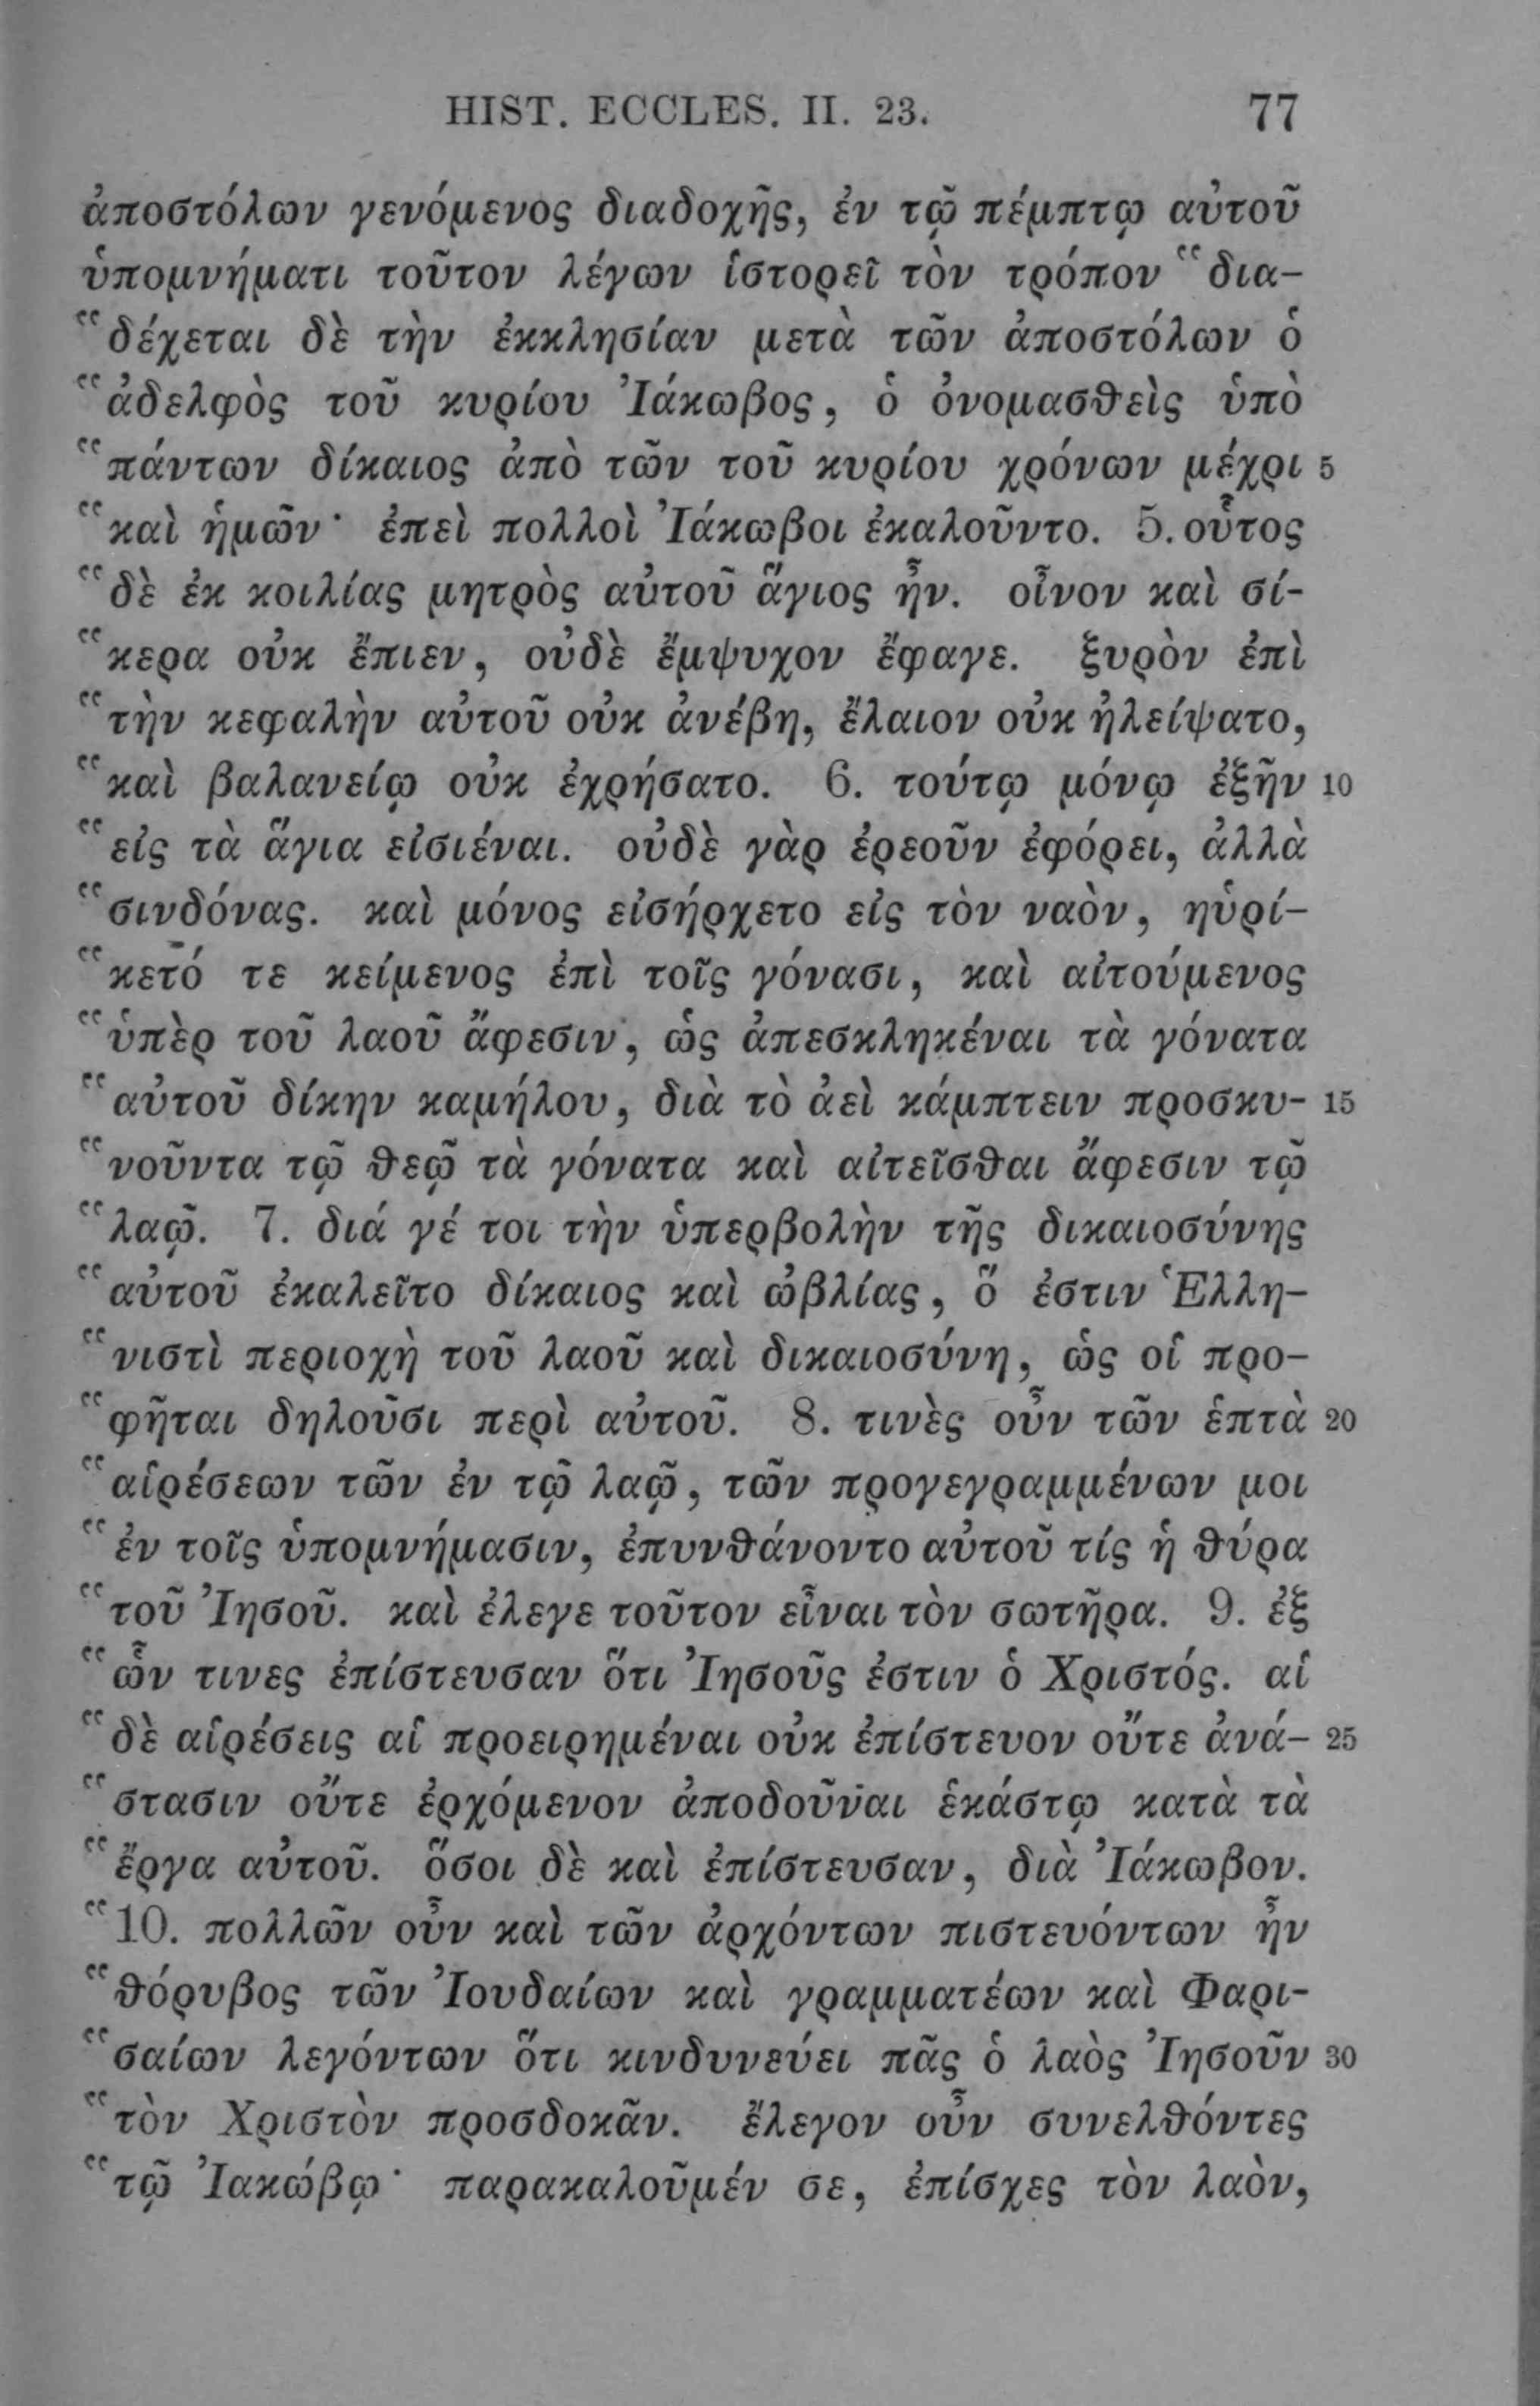 HIST. ECCLES. II. 23. 77
ἀποστόλων γενόμενος διαδοχῆς, ἐν τῷ πέμπτῳ αὐτοῦ
ὑπομνήματι τοῦτον λέγων ἱστορεῖ τὸν τρόπον “δια-
“δέχεται δὲ τὴν ἐκκλησίαν μετὰ τῶν ἀποστόλων ὁ
“ἀδελφὸς τοῦ κυρίου Ἰάκωβος, ὁ ὀνομασθεὶς ὑπὸ
“πάντων δίκαιος ἀπὸ τῶν τοῦ κυρίου χρόνων μέχρι 5
“καὶ ἡμῶν· ἐπεὶ πολλοὶ Ἰάκωβοι ἐκαλοῦντο. 5. οὗτος
“δὲ ἐκ κοιλίας μητρὸς αὐτοῦ ἅγιος ἦν. οἶνον καὶ σί-
“κερα οὐκ ἔπιεν, οὐδὲ ἔμψυχον ἔφαγε. ξυρὸν ἐπὶ
“τὴν κεφαλὴν αὐτοῦ οὐκ ἀνέβη, ἔλαιον οὐκ ἠλείψατο,
“καὶ βαλανείῳ οὐκ ἐχρήσατο. 6. τούτῳ μόνῳ ἐξῆν 10
“εἰς τὰ ἅγια εἰσιέναι. οὐδὲ γὰρ ἐρεοῦν ἐφόρει, ἀλλὰ
“σινδόνας. καὶ μόνος εἰσήρχετο εἰς τὸν ναὸν, ηὑρί-
“κετό τε κείμενος ἐπὶ τοῖς γόνασι, καὶ αἰτούμενος
“ὑπὲρ τοῦ λαοῦ ἄφεσιν, ὡς ἀπεσκληκέναι τὰ γόνατα
“αὐτοῦ δίκην καμήλου, διὰ τὸ ἀεὶ κάμπτειν προσκυ- 15
“νοῦντα τῷ θεῷ τὰ γόνατα καὶ αἰτεῖσθαι ἄφεσιν τῷ
“λαῷ. 7. διά γέ τοι τὴν ὑπερβολὴν τῆς δικαιοσύνης
“αὐτοῦ ἐκαλεῖτο δίκαιος καὶ ὠβλίας, ὅ ἐστιν Ἑλλη-
“νιστὶ περιοχὴ τοῦ λαοῦ καὶ δικαιοσύνη, ὡς οἱ προ-
“φῆται δηλοῦσι περὶ αὐτοῦ. 8. τινὲς οὖν τῶν ἑπτὰ 20
“αἱρέσεων τῶν ἐν τῷ λαῷ, τῶν προγεγραμμένων μοι
“ἐν τοῖς ὑπομνήμασιν, ἐπυνθάνοντο αὐτοῦ τίς ἡ θύρα
“τοῦ Ἰησοῦ. καὶ ἐλεγε τοῦτον εἶναι τὸν σωτῆρα. 9. ἐξ
“ὧν τινες ἐπίστευσαν ὅτι Ἰησοῦς ἐστιν ὁ Χριστός. αἱ
“δὲ αἱρέσεις αἱ προειρημέναι οὐκ ἐπίστευον οὔτε ἀνά- 25
“στασιν οὔτε ἐρχόμενον ἀποδοῦναι ἑκάστῳ κατὰ τὰ
“ἔργα αὐτοῦ. ὅσοι δὲ καὶ ἐπίστευσαν, διὰ Ἰάκωβον.
“10. πολλῶν οὖν καὶ τῶν ἀρχόντων πιστευόντων ἦν
“θόρυβος τῶν Ἰουδαίων καὶ γραμματέων καὶ Φαρι-
“σαίων λεγόντων ὅτι κινδυνεύει πᾶς ὁ λαὸς Ἰησοῦν 30
“τὸν Χριστὸν προσδοκᾶν. ἔλεγον οὖν συνελθόντες
“τῷ Ἰακώβῳ· παρακαλοῦμέν σε, ἐπίσχες τὸν λαὸν,